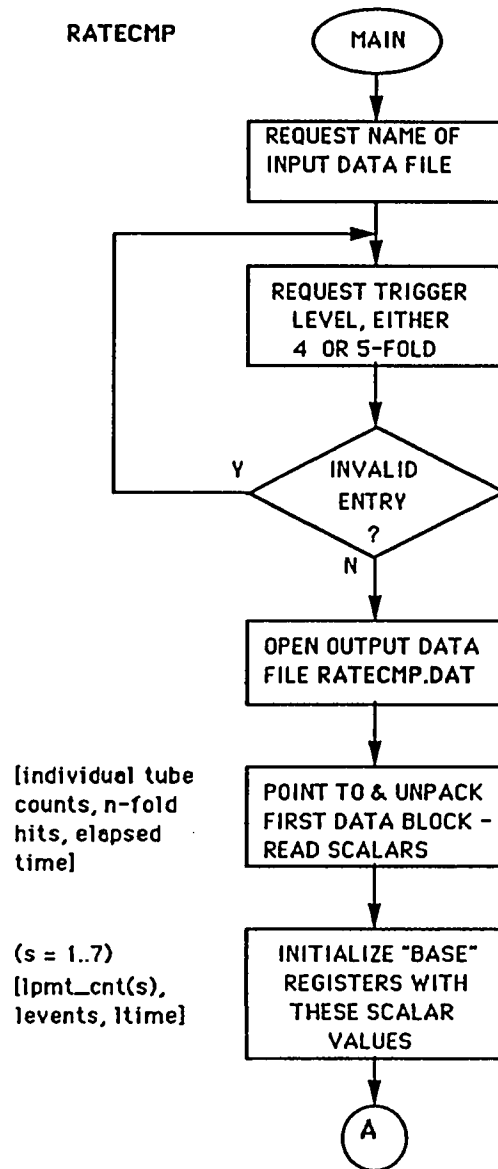 RATECMP
MAIN
REQUEST NAME OF
INPUT DATA FILE
REQUEST TRIGGER
LEVEL, EITHER
4 OR 5-FOLD
Y
INVALID
ENTRY
?
N
OPEN OUTPUT DATA
FILE RATECMP.DAT
[individual tube
counts, n-fold
hits, elapsed
time]
POINT TO & UNPACK
FIRST DATA BLOCK -
READ SCALARS
(s = 1..7)
[lpmt_cnt(s),
levents, ltime]
INITIALIZE "BASE"
REGISTERS WITH
THESE SCALAR
VALUES
A